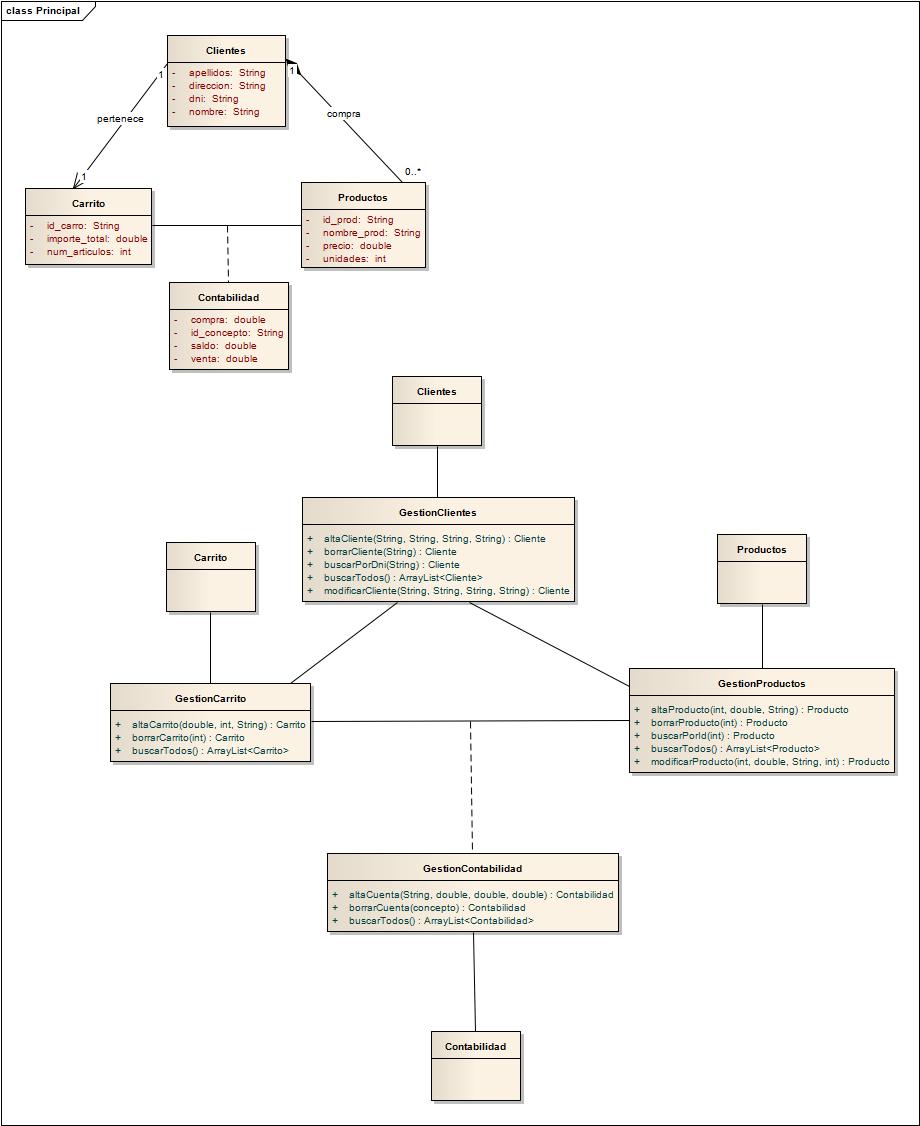 class Principal
Clientes
- apellidos: String
- direccion: String
- dni: String
- nombre: String
1
1
pertenece
compra
1
0..*
Carrito
- id_carro: String
- importe_total: double
- num_articulos: int
Productos
- id_prod: String
- nombre_prod: String
- precio: double
- unidades: int
Contabilidad
- compra: double
- id_concepto: String
- saldo: double
- venta: double
Clientes
GestionClientes
+ altaCliente(String, String, String, String) : Cliente
+ borrarCliente(String) : Cliente
+ buscarPorDni(String) : Cliente
+ buscarTodos() : ArrayList<Cliente>
+ modificarCliente(String, String, String, String) : Cliente
Carrito
Productos
GestionCarrito
+ altaCarrito(double, int, String) : Carrito
+ borrarCarrito(int) : Carrito
+ buscarTodos() : ArrayList<Carrito>
GestionProductos
+ altaProducto(int, double, String) : Producto
+ borrarProducto(int) : Producto
+ buscarPorId(int) : Producto
+ buscarTodos() : ArrayList<Producto>
+ modificarProducto(int, double, String, int) : Producto
GestionContabilidad
+ altaCuenta(String, double, double, double) : Contabilidad
+ borrarCuenta(concepto) : Contabilidad
+ buscarTodos() : ArrayList<Contabilidad>
Contabilidad